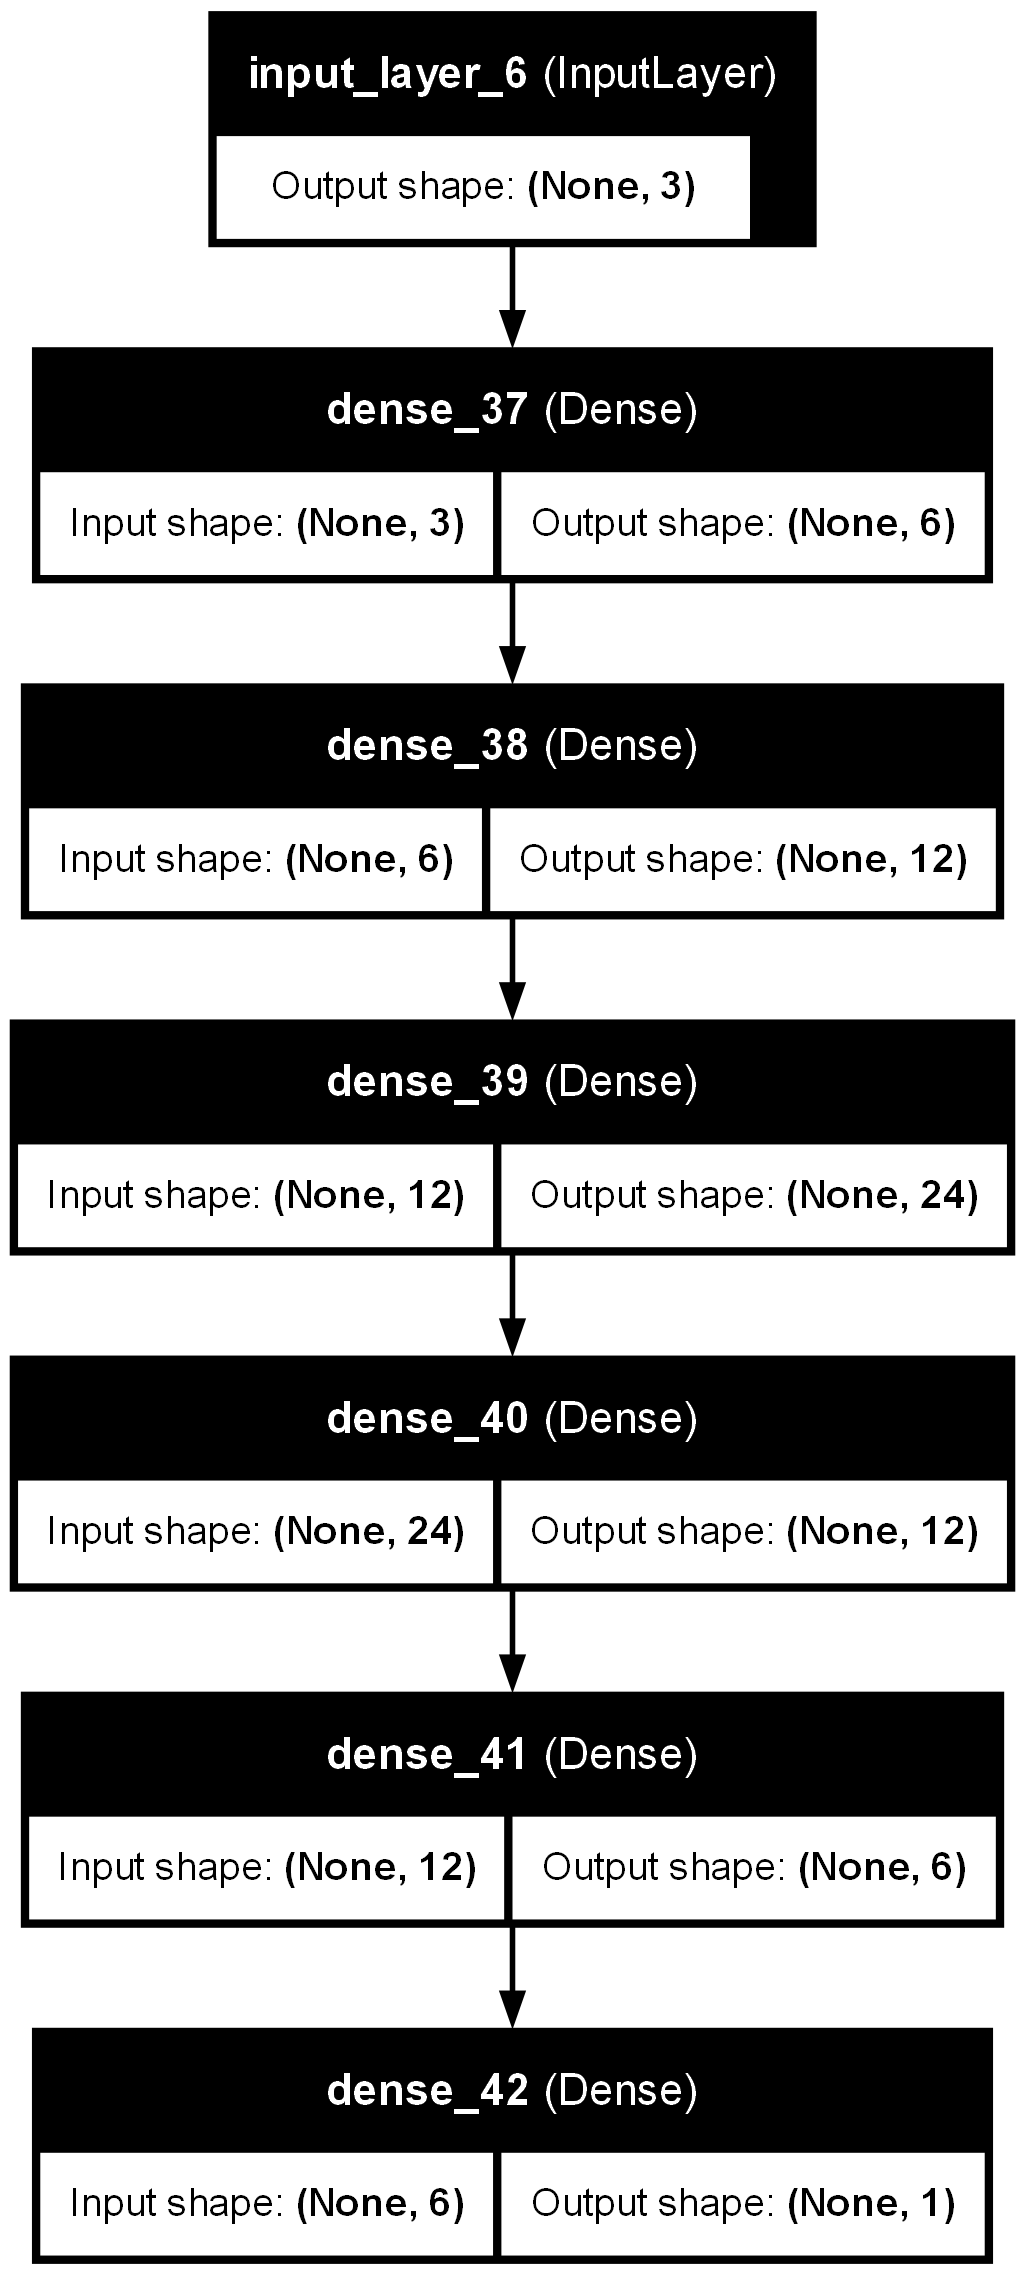 input_layer_6 (InputLayer)
Output shape: (None, 3)
dense_37 (Dense)
Input shape: (None, 3) Output shape: (None, 6)
dense_38 (Dense)
Input shape: (None, 6) Output shape: (None, 12)
dense_39 (Dense)
Input shape: (None, 12) Output shape: (None, 24)
dense_40 (Dense)
Input shape: (None, 24) Output shape: (None, 12)
dense_41 (Dense)
Input shape: (None, 12) Output shape: (None, 6)
dense_42 (Dense)
Input shape: (None, 6) Output shape: (None, 1)